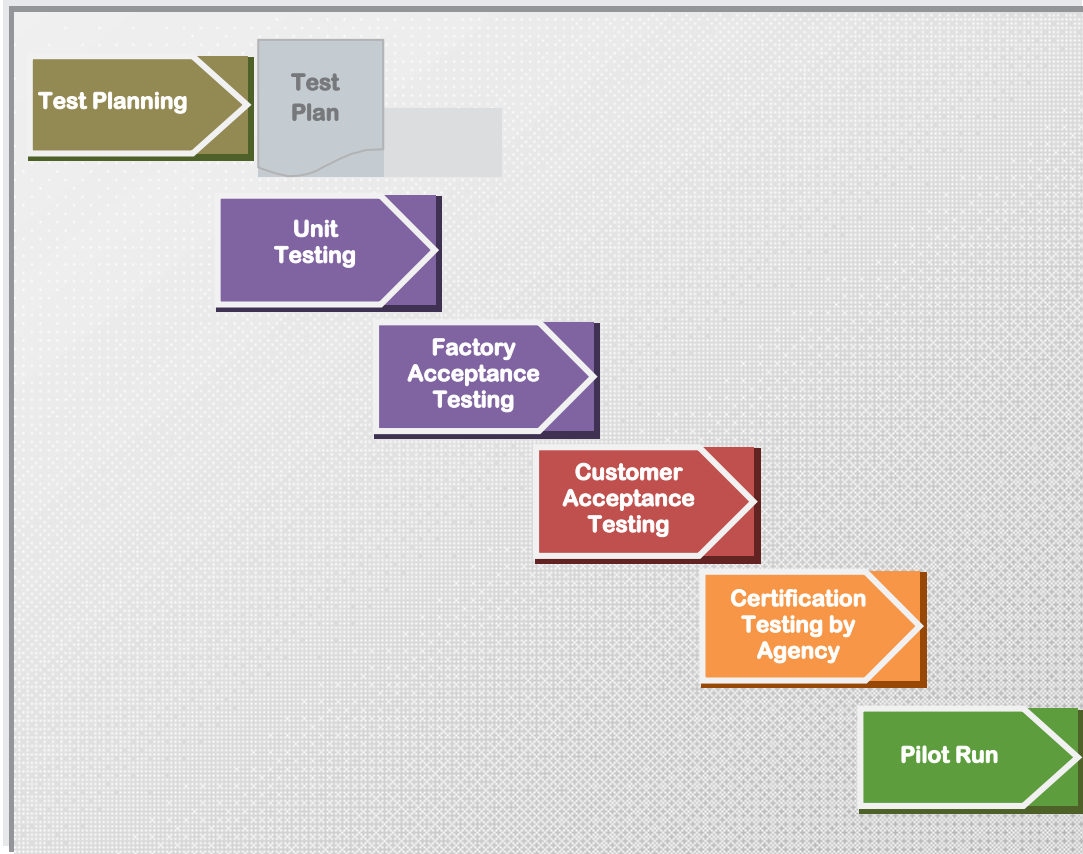 Test Planning
Test
Plan
Unit
Testing
Factory
Acceptance
Testing
Customer
Acceptance
Testing
Certification
Testing by
Agency
Pilot Run